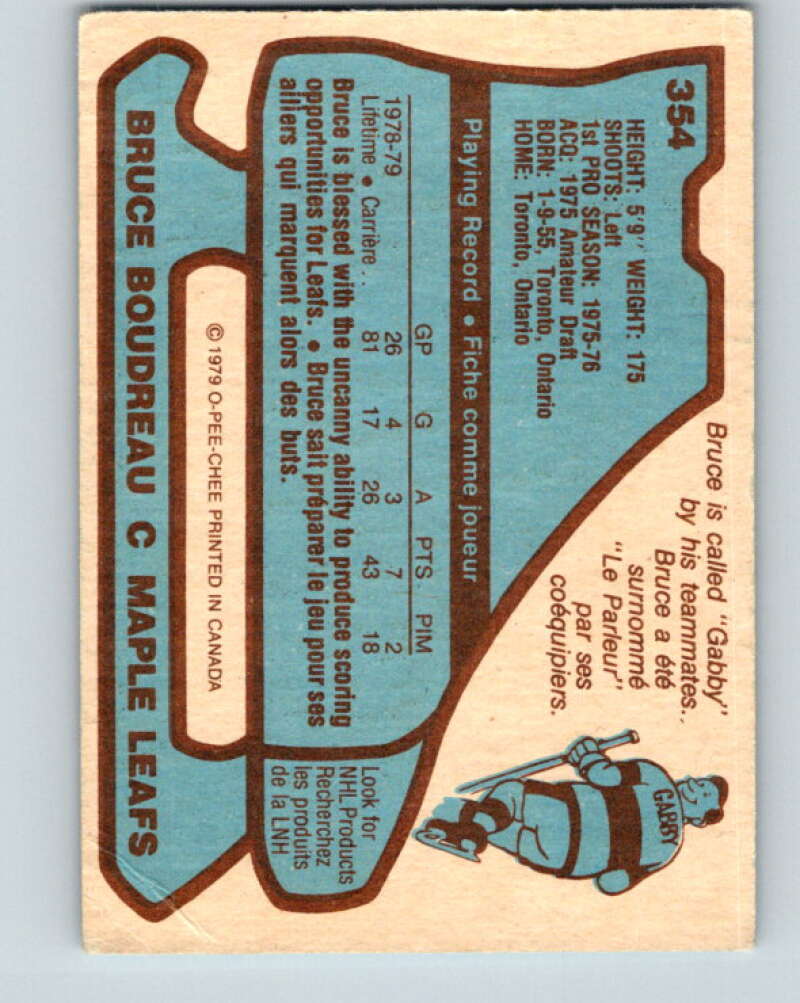 354
HEIGHT: 5'9" WEIGHT: 175
SHOOTS: Left
1st PRO SEASON: 1975-76
ACQ: 1975 Amateur Draft
BORN: 1-9-55, Toronto, Ontario
HOME: Toronto, Ontario
Bruce is called "Gabby"
by his teammates..
Bruce a été
surnommé
"Le Parleur"
par ses
coéquipiers.
GABBY
Playing Record • Fiche comme joueur
GP G A PTS. PIM
1978-79 26 4 3 7 2
Lifetime • Carrière .. 81 17 26 43 18
Bruce is blessed with the uncanny ability to produce scoring
opportunities for Leafs. • Bruce sait préparer le jeu pour ses
ailiers qui marquent alors des buts.
Look for
NHL Products
Recherchez
les produits
de la LNH
© 1979 O-PEE-CHEE PRINTED IN CANADA
BRUCE BOUDREAU C MAPLE LEAFS